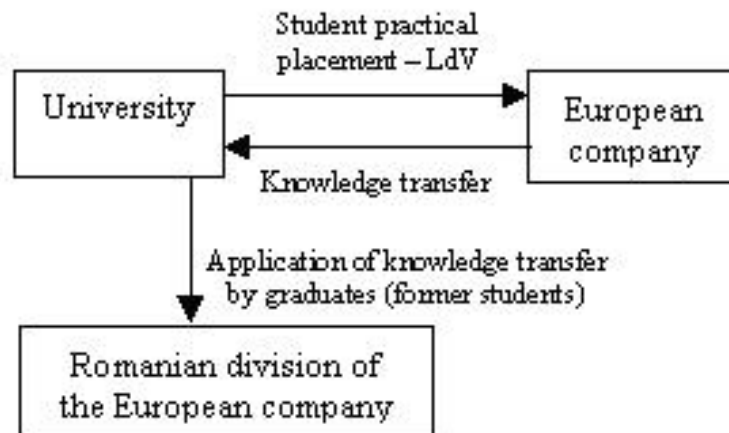 Student practical
placement – LdV
University
European
company
Knowledge transfer
Application of knowledge transfer
by graduates (former students)
Romanian division of
the European company